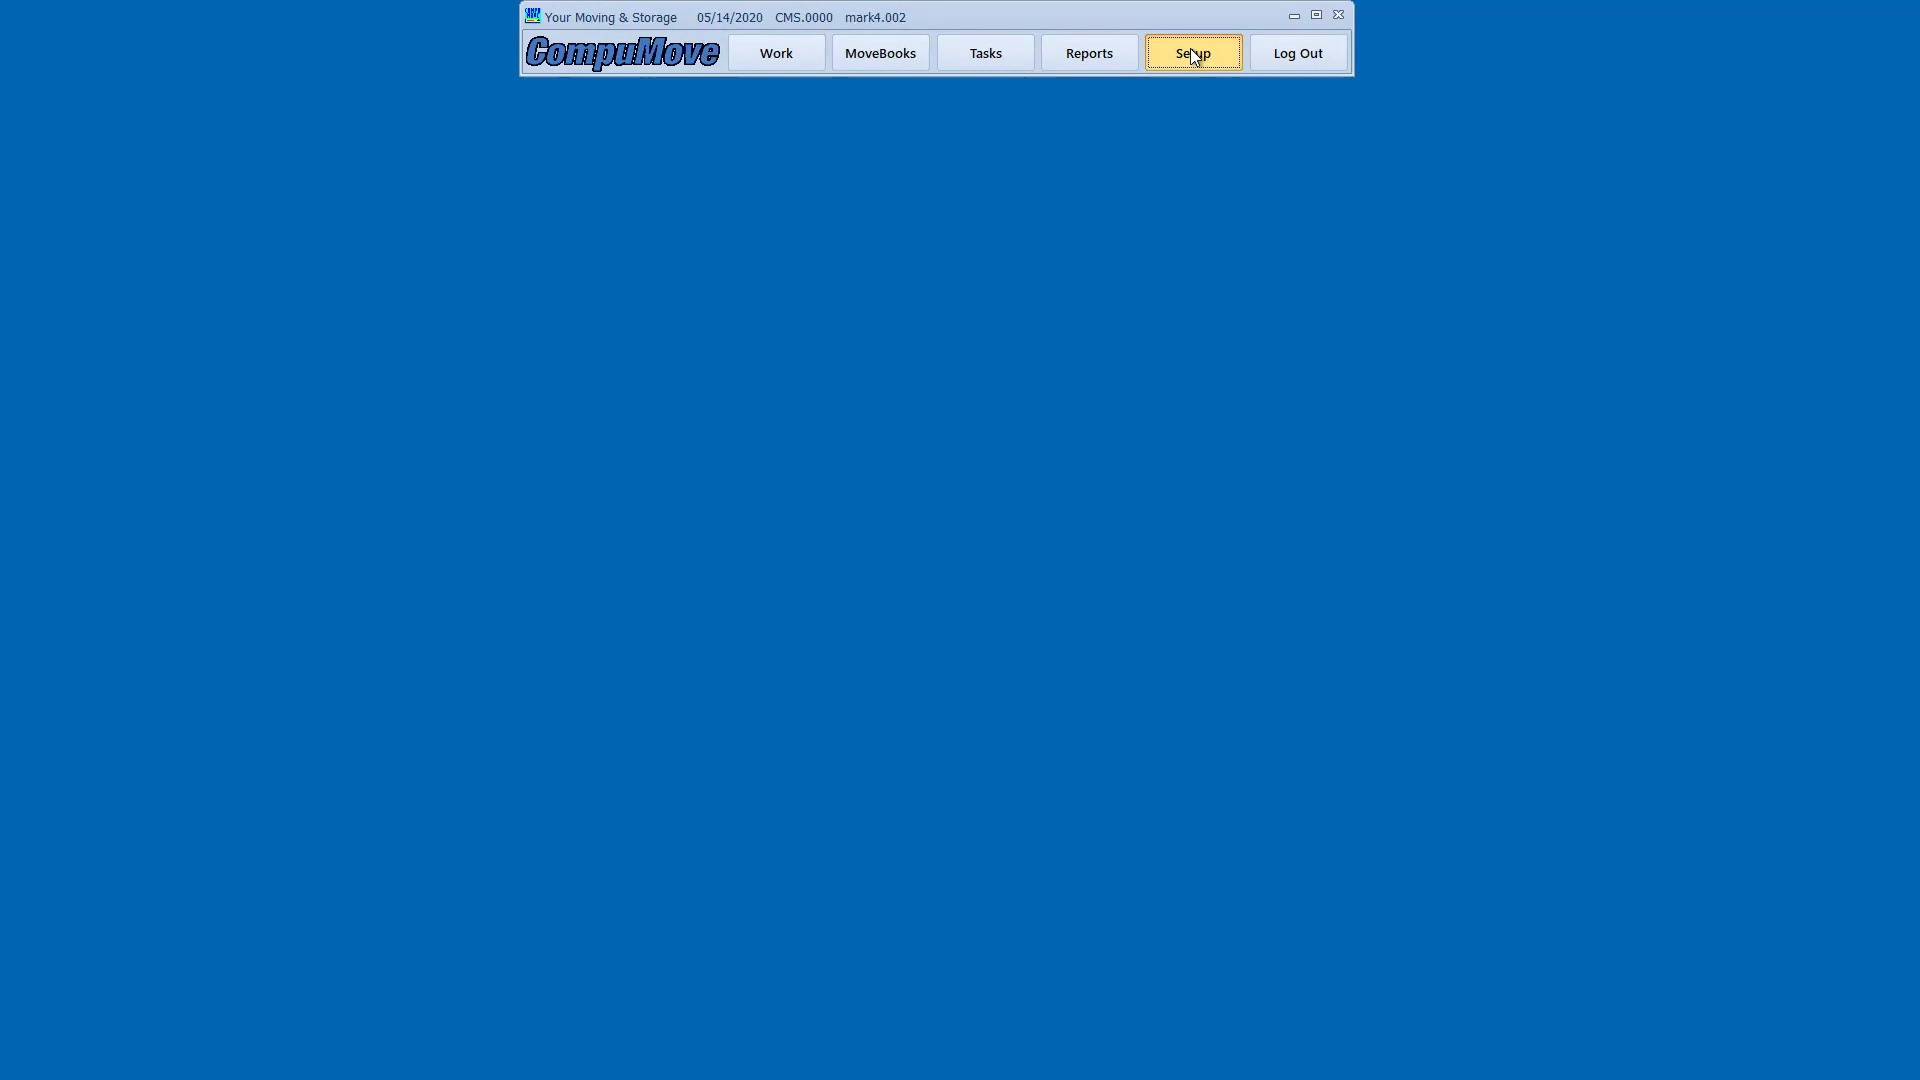 Your Moving & Storage 05/14/2020 CMS.0000 mark4.002
CompuMove Work MoveBooks Tasks Reports Setup Log Out